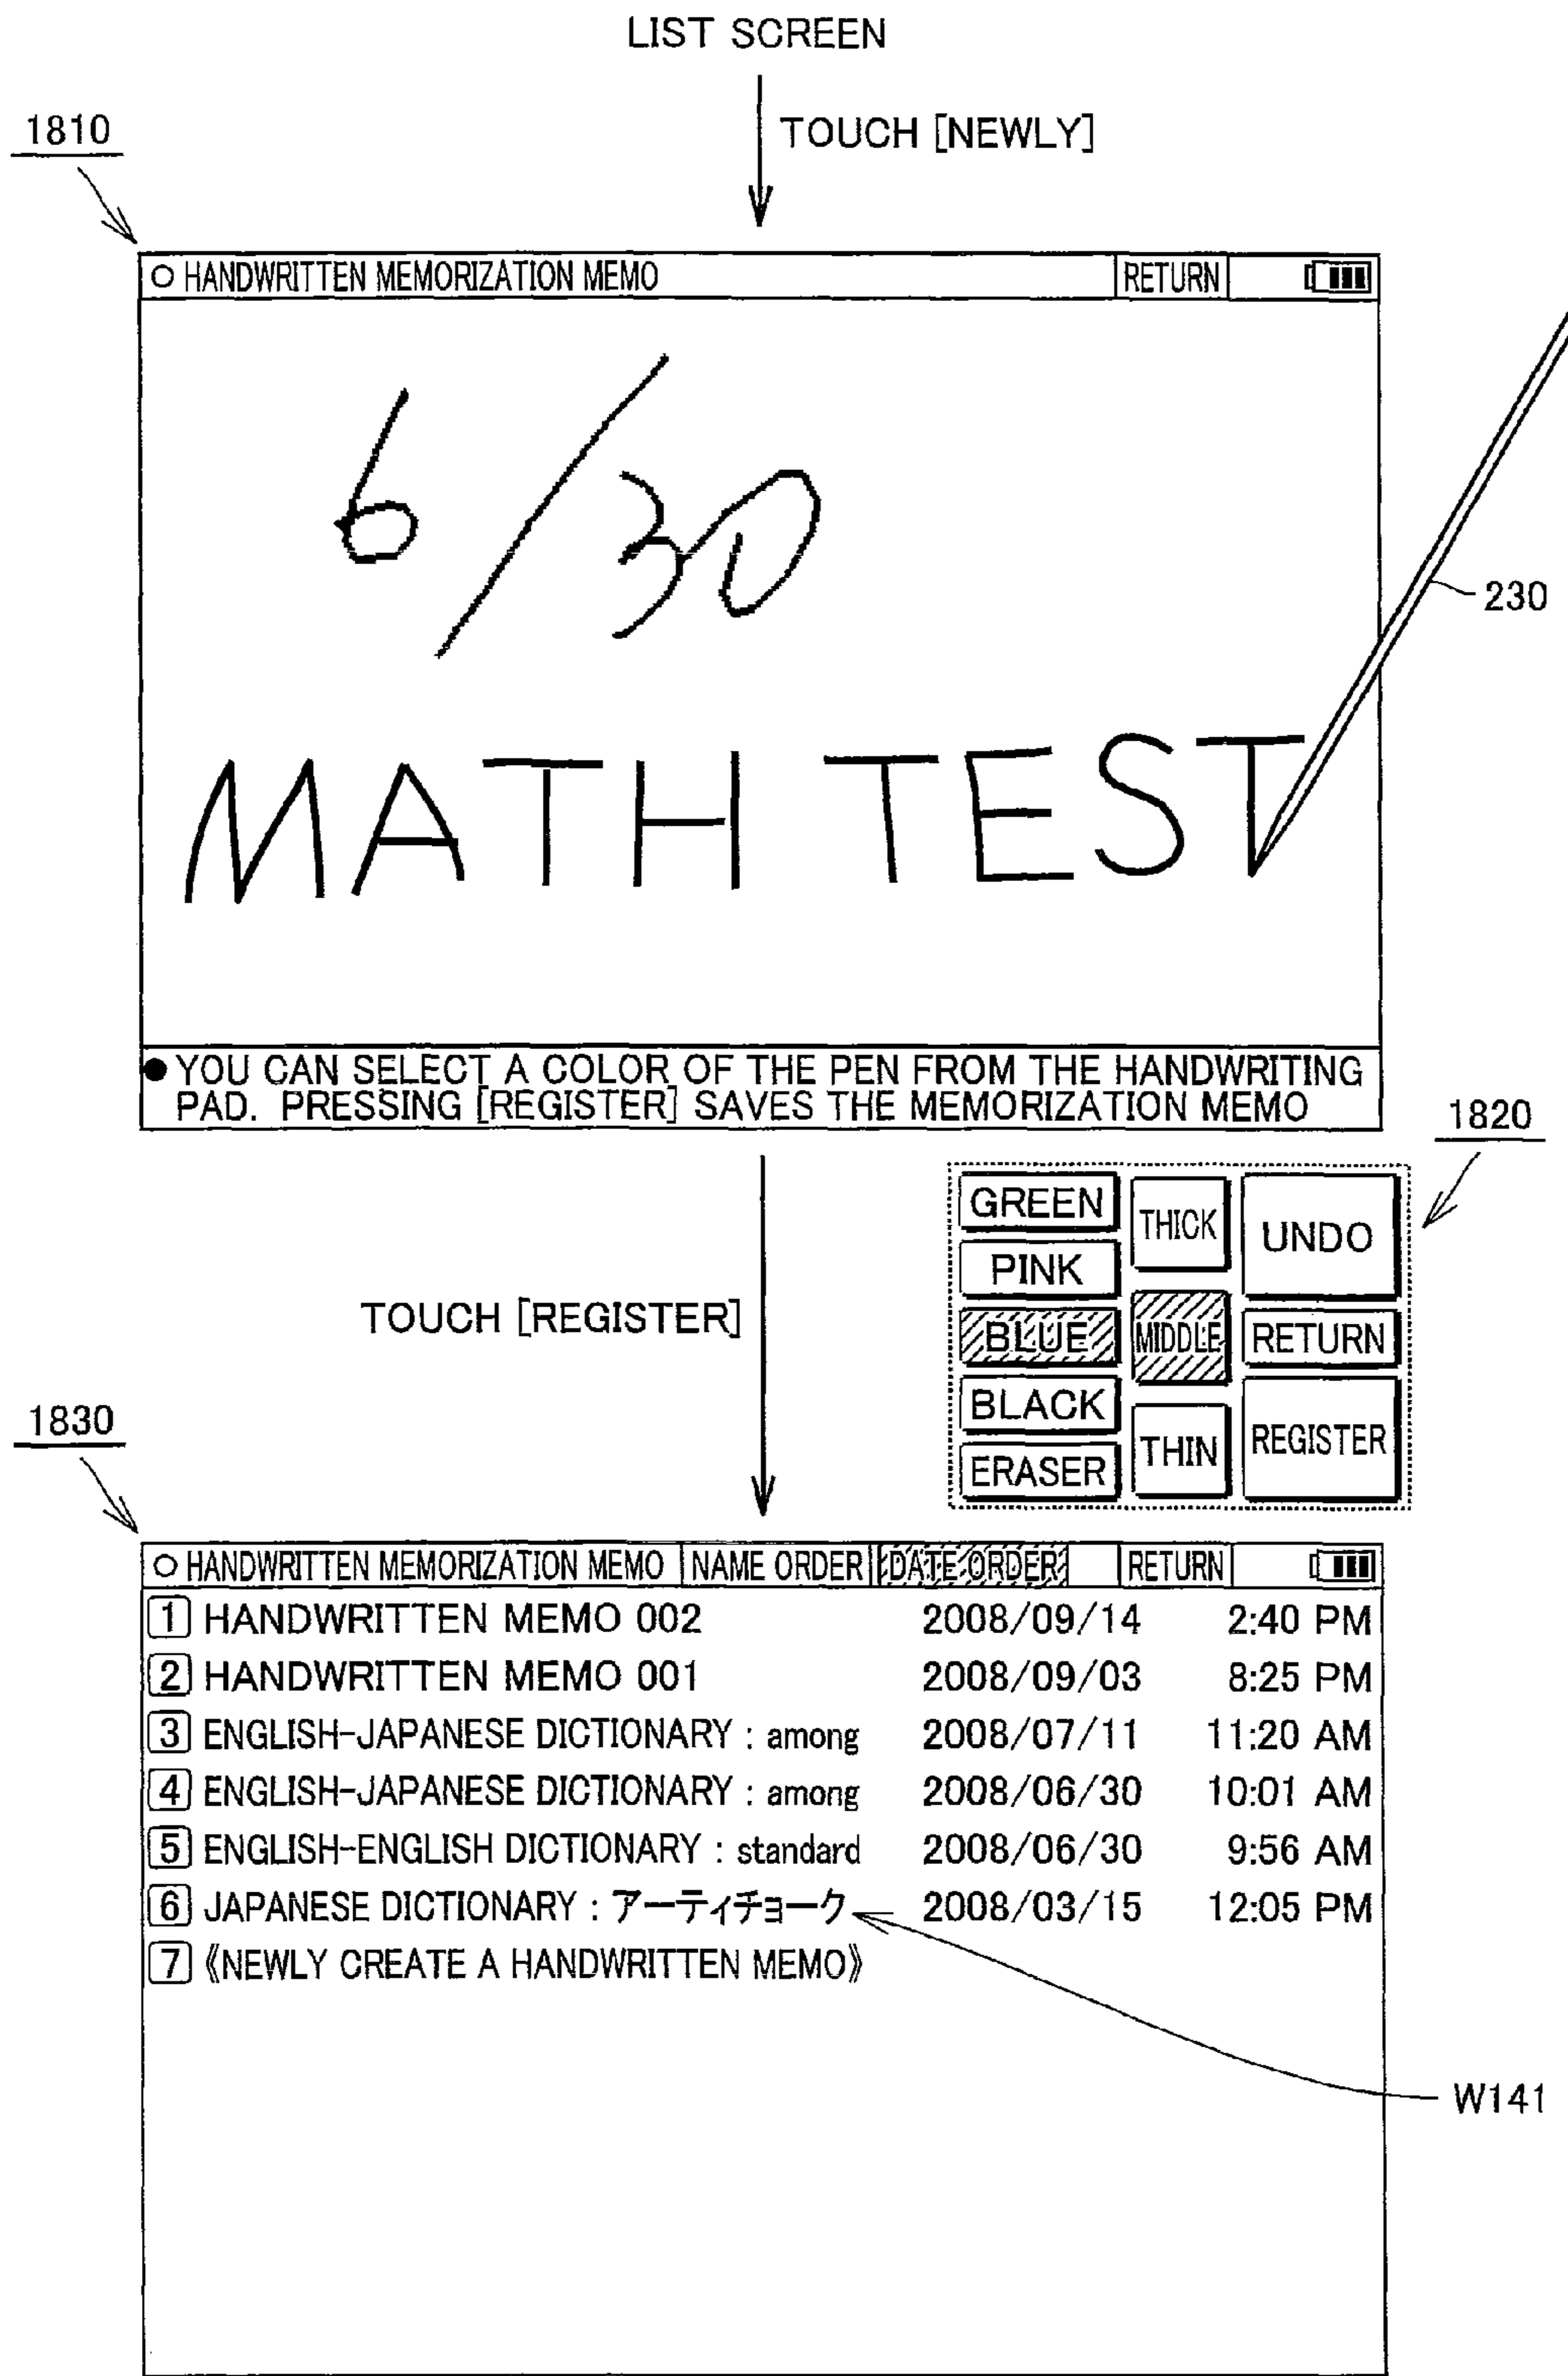 LIST SCREEN
TOUCH [NEWLY]
1810
○ HANDWRITTEN MEMORIZATION MEMO RETURN
6/30
230
MATH TEST
● YOU CAN SELECT A COLOR OF THE PEN FROM THE HANDWRITING
PAD. PRESSING [REGISTER] SAVES THE MEMORIZATION MEMO
1820
GREEN THICK UNDO
PINK
BLUE MIDDLE RETURN
BLACK THIN REGISTER
ERASER
TOUCH [REGISTER]
1830
○ HANDWRITTEN MEMORIZATION MEMO NAME ORDER DATE ORDER RETURN
1 HANDWRITTEN MEMO 002 2008/09/14 2:40 PM
2 HANDWRITTEN MEMO 001 2008/09/03 8:25 PM
3 ENGLISH-JAPANESE DICTIONARY : among 2008/07/11 11:20 AM
4 ENGLISH-JAPANESE DICTIONARY : among 2008/06/30 10:01 AM
5 ENGLISH-ENGLISH DICTIONARY : standard 2008/06/30 9:56 AM
6 JAPANESE DICTIONARY : アーティチョーク 2008/03/15 12:05 PM
7 《NEWLY CREATE A HANDWRITTEN MEMO》
W141